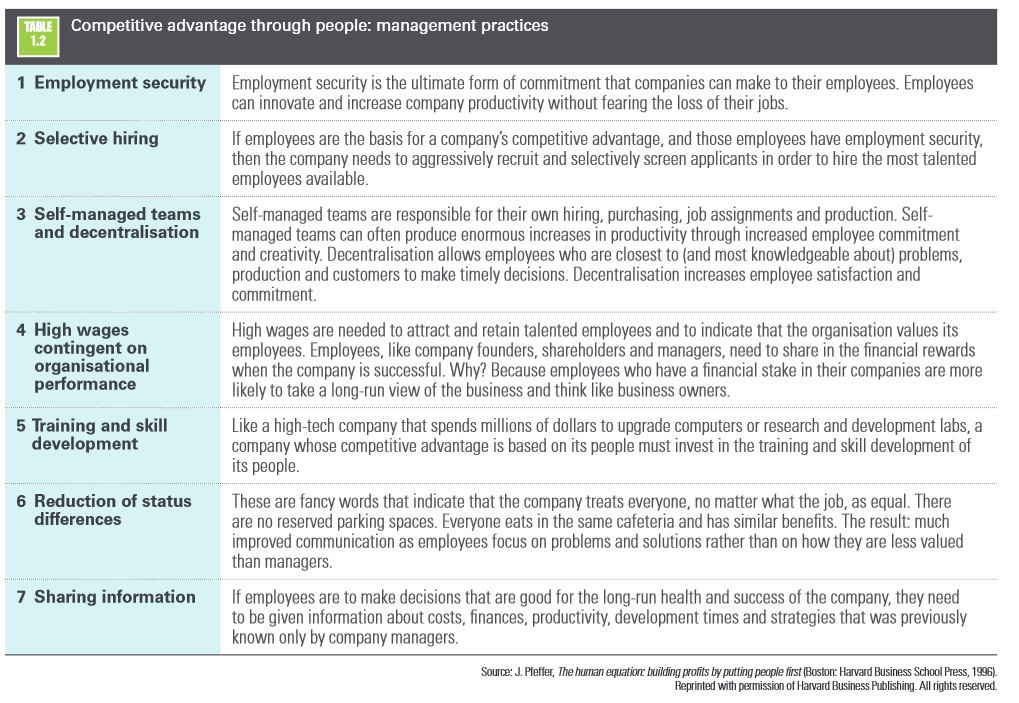 TABLE
1.2
Competitive advantage through people: management practices
1 Employment security
Employment security is the ultimate form of commitment that companies can make to their employees. Employees
can innovate and increase company productivity without fearing the loss of their jobs.
2 Selective hiring
If employees are the basis for a company's competitive advantage, and those employees have employment security,
then the company needs to aggressively recruit and selectively screen applicants in order to hire the most talented
employees available.
3 Self-managed teams
and decentralisation
Self-managed teams are responsible for their own hiring, purchasing, job assignments and production. Self-
managed teams can often produce enormous increases in productivity through increased employee commitment
and creativity. Decentralisation allows employees who are closest to (and most knowledgeable about) problems,
production and customers to make timely decisions. Decentralisation increases employee satisfaction and
commitment.
4 High wages
contingent on
organisational
performance
High wages are needed to attract and retain talented employees and to indicate that the organisation values its
employees. Employees, like company founders, shareholders and managers, need to share in the financial rewards
when the company is successful. Why? Because employees who have a financial stake in their companies are more
likely to take a long-run view of the business and think like business owners.
5 Training and skill
development
Like a high-tech company that spends millions of dollars to upgrade computers or research and development labs, a
company whose competitive advantage is based on its people must invest in the training and skill development of
its people.
6 Reduction of status
differences
These are fancy words that indicate that the company treats everyone, no matter what the job, as equal. There
are no reserved parking spaces. Everyone eats in the same cafeteria and has similar benefits. The result: much
improved communication as employees focus on problems and solutions rather than on how they are less valued
than managers.
7 Sharing information
If employees are to make decisions that are good for the long-run health and success of the company, they need
to be given information about costs, finances, productivity, development times and strategies that was previously
known only by company managers.
Source: J. Pfeffer, The human equation: building profits by putting people first (Boston: Harvard Business School Press, 1996).
Reprinted with permission of Harvard Business Publishing. All rights reserved.